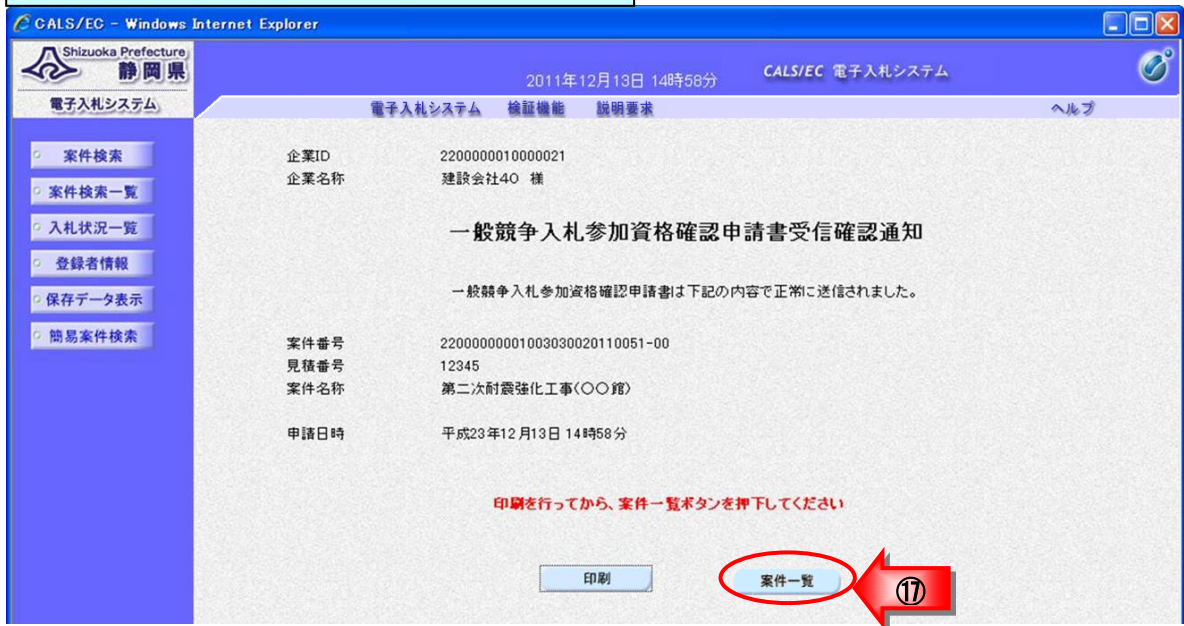 CALS/EC - Windows Internet Explorer
Shizuoka Prefecture
静岡県
2011年12月13日 14時58分
CALS/EC 電子入札システム
電子入札システム
電子入札システム 検証機能 説明要求 ヘルプ
案件検索
案件検索一覧
入札状況一覧
登録者情報
保存データ表示
簡易案件検索
企業ID 2200000010000021
企業名称 建設会社40 様
一般競争入札参加資格確認申請書受信確認通知
一般競争入札参加資格確認申請書は下記の内容で正常に送信されました。
案件番号 22000000001003030020110051-00
見積番号 12345
案件名称 第二次耐震強化工事(〇〇館)
申請日時 平成23年12月13日 14時58分
印刷を行ってから、案件一覧ボタンを押下してください
印刷 案件一覧
⑰